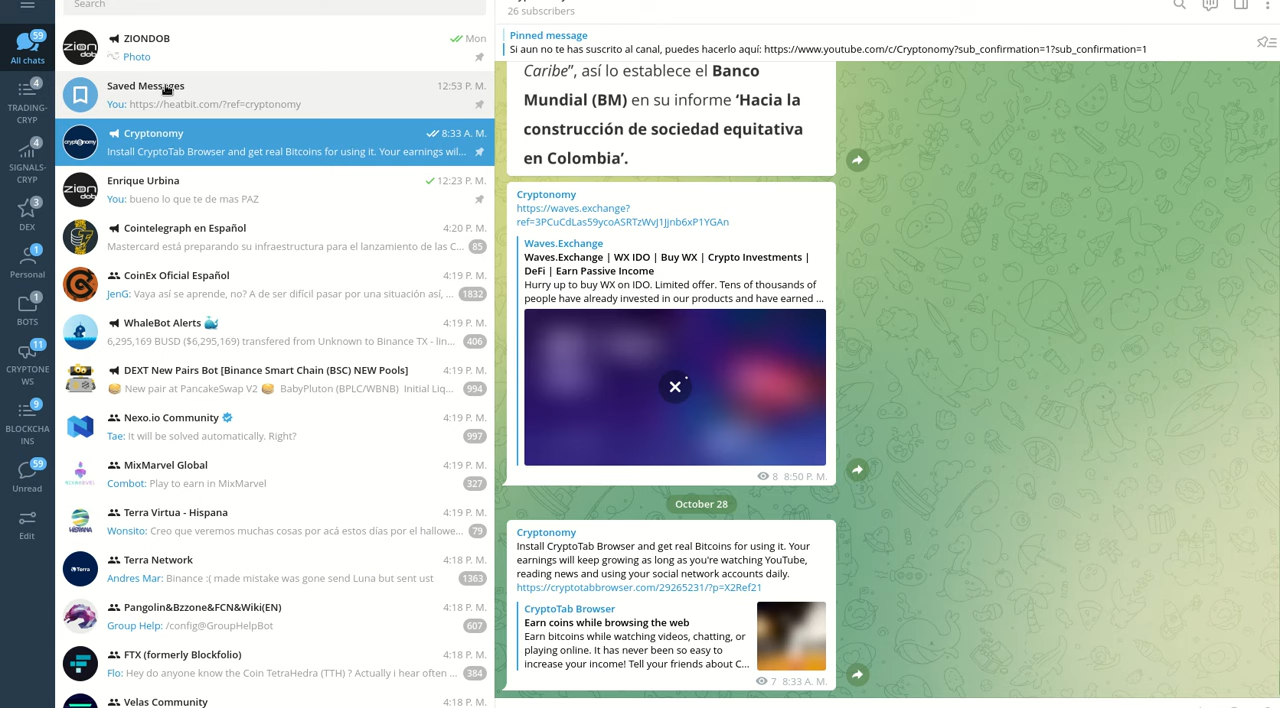 Search
59
All chats
4
TRADING-
CRYP
4
SIGNALS-
CRYP
3
DEX
1
Personal
1
BOTS
11
CRYPTONE
WS
9
BLOCKCHA
INS
59
Unread
Edit
zion
dob
ZIONDOB
Mon
Photo
Saved Messages
12:53 P. M.
You: https://heatbit.com/?ref=cryptonomy
cryptonomy
Cryptonomy
8:33 A. M.
Install CryptoTab Browser and get real Bitcoins for using it. Your earnings wil...
zion
dob
Enrique Urbina
12:23 P. M.
You: bueno lo que te de mas PAZ
Cointelegraph en Español
4:20 P. M.
Mastercard está preparando su infraestructura para el lanzamiento de las C...
85
CoinEx Oficial Español
4:19 P. M.
JenG: Vaya así se aprende, no? A de ser difícil pasar por una situación así, ...
1832
WhaleBot Alerts 🐳
4:19 P. M.
6,295,169 BUSD ($6,295,169) transfered from Unknown to Binance TX - lin...
406
DEXT New Pairs Bot [Binance Smart Chain (BSC) NEW Pools]
4:19 P. M.
🥞 New pair at PancakeSwap V2 🥞 BabyPluton (BPLC/WBNB) Initial Liq...
994
Nexo.io Community
4:19 P. M.
Tae: It will be solved automatically. Right?
997
MixMarvel Global
4:19 P. M.
Combot: Play to earn in MixMarvel
327
Terra Virtua - Hispana
4:19 P. M.
Wonsito: Creo que veremos muchas cosas por acá estos días por el hallowe...
79
Terra
Terra Network
4:18 P. M.
Andres Mar: Binance :( made mistake was gone send Luna but sent ust
1363
Pangolin&Bzzone&FCN&Wiki(EN)
4:18 P. M.
Group Help: /config@GroupHelpBot
607
FTX (formerly Blockfolio)
4:18 P. M.
Flo: Hey do anyone know the Coin TetraHedra (TTH) ? Actually i hear often ...
384
Velas Community
4:18 P. M.
26 subscribers
Pinned message
Si aun no te has suscrito al canal, puedes hacerlo aquí: https://www.youtube.com/c/Cryptonomy?sub_confirmation=1?sub_confirmation=1
Caribe”, así lo establece el Banco
Mundial (BM) en su informe ‘Hacia la
construcción de sociedad equitativa
en Colombia’.
Cryptonomy
https://waves.exchange?
ref=3PCuCdLas59ycoASRTzWvJ1Jjnb6xP1YGAn
Waves.Exchange
Waves.Exchange | WX IDO | Buy WX | Crypto Investments |
DeFi | Earn Passive Income
Hurry up to buy WX on IDO. Limited offer. Tens of thousands of
people have already invested in our products and have earned ...
8 8:50 P. M.
October 28
Cryptonomy
Install CryptoTab Browser and get real Bitcoins for using it. Your
earnings will keep growing as long as you're watching YouTube,
reading news and using your social network accounts daily.
https://cryptotabbrowser.com/29265231/?p=X2Ref21
CryptoTab Browser
Earn coins while browsing the web
Earn bitcoins while watching videos, chatting, or
playing online. It has never been so easy to
increase your income! Tell your friends about C...
7 8:33 A. M.